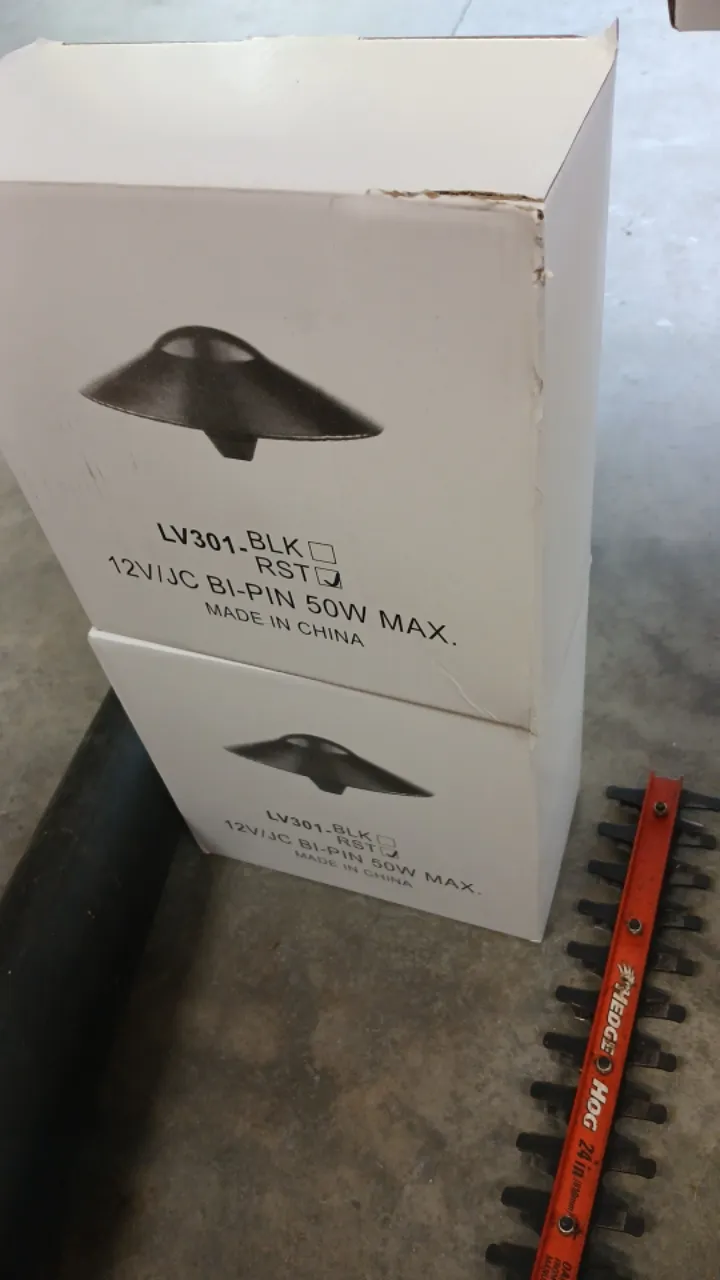 LV301-BLK
RST
12V/JC BI-PIN 50W MAX.
MADE IN CHINA
LV301-BLK
RST
12V/JC BI-PIN 50W MAX.
MADE IN CHINA
HEDGE HOG 24 in